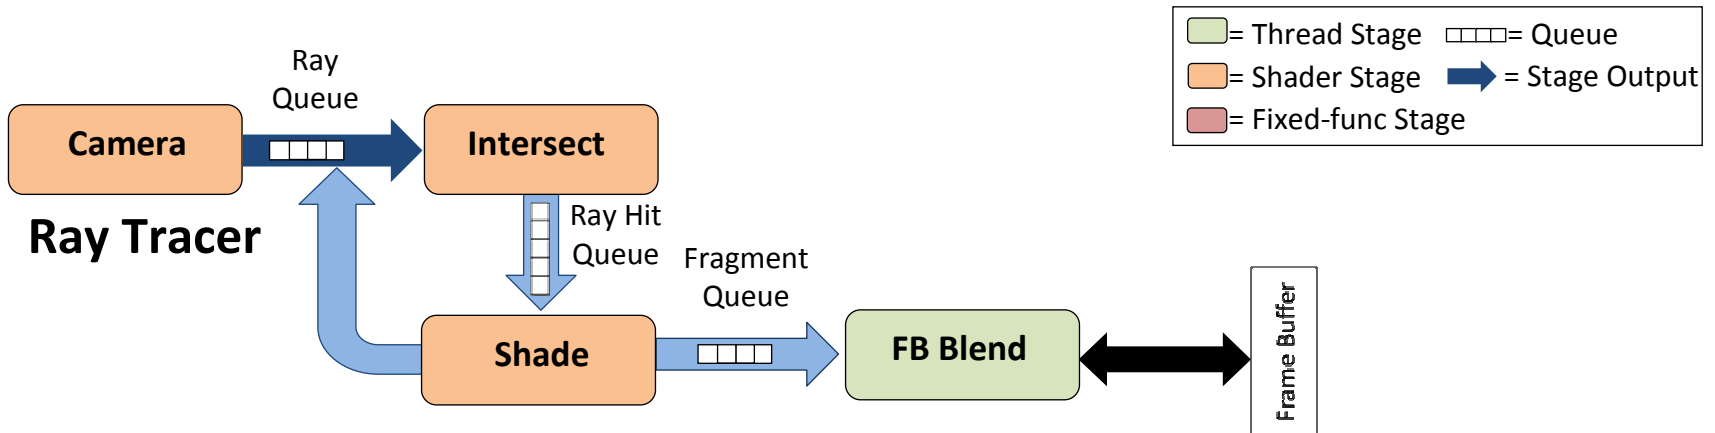 Ray
Queue
Camera
Intersect
Ray Tracer
Ray Hit
Queue
Fragment
Queue
Shade
FB Blend
Frame Buffer
= Thread Stage
= Queue
= Shader Stage
= Stage Output
= Fixed-func Stage